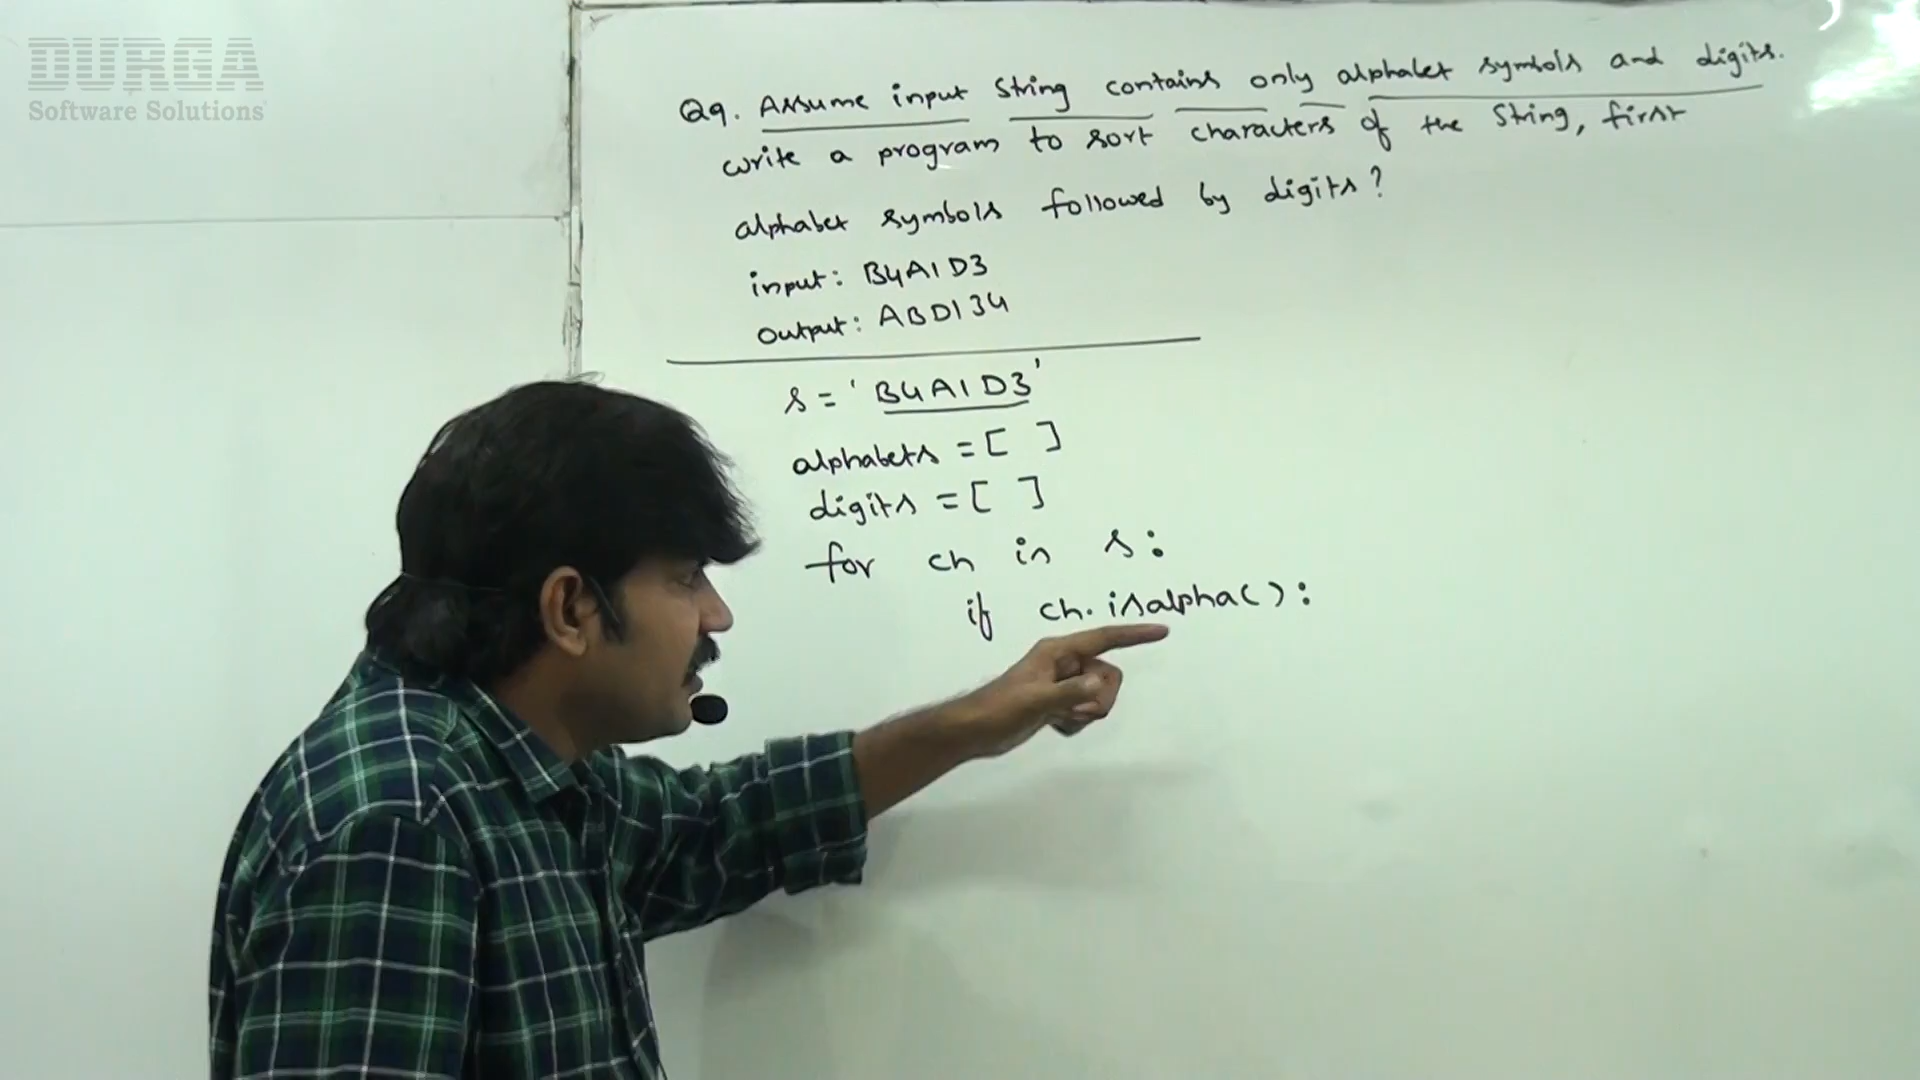 DURGA
Software Solutions
Q9. Assume input String contains only alphabet symbols and digits.
write a program to sort characters of the String, first
alphabet symbols followed by digits?
input: B4A1D3
output: ABD134
s = 'B4A1D3'
alphabets = [ ]
digits = [ ]
for ch in s:
if ch.isalpha():